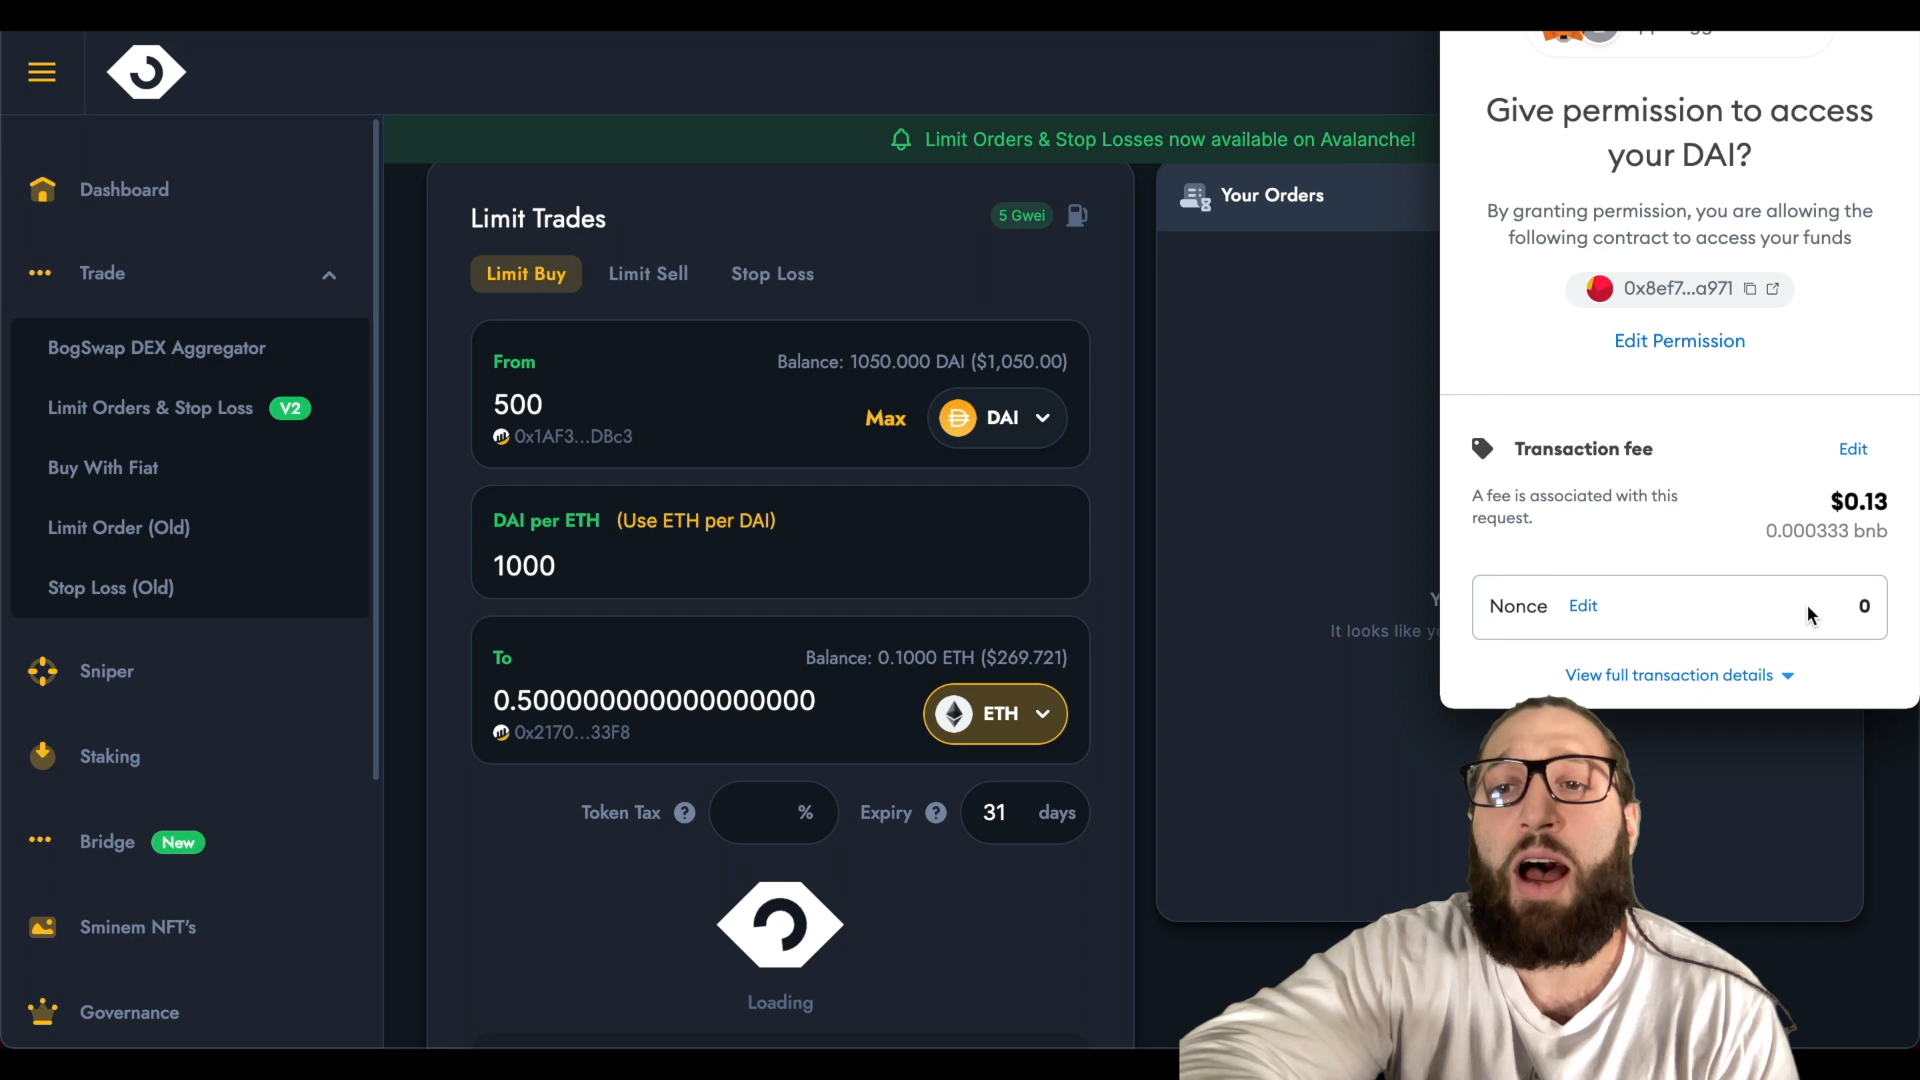 Limit Orders & Stop Losses now available on Avalanche!
Dashboard
Trade
BogSwap DEX Aggregator
Limit Orders & Stop Loss V2
Buy With Fiat
Limit Order (Old)
Stop Loss (Old)
Sniper
Staking
Bridge New
Sminem NFT's
Governance
Limit Trades
5 Gwei
Limit Buy Limit Sell Stop Loss
From Balance: 1050.000 DAI ($1,050.00)
500
Max DAI
0x1AF3...DBc3
DAI per ETH (Use ETH per DAI)
1000
To Balance: 0.1000 ETH ($269.721)
0.500000000000000000
ETH
0x2170...33F8
Token Tax ? % Expiry ? 31 days
Loading
Your Orders
It looks like
Give permission to access
your DAI?
By granting permission, you are allowing the
following contract to access your funds
0x8ef7...a971
Edit Permission
Transaction fee Edit
A fee is associated with this
request.
$0.13
0.000333 bnb
Nonce Edit 0
View full transaction details